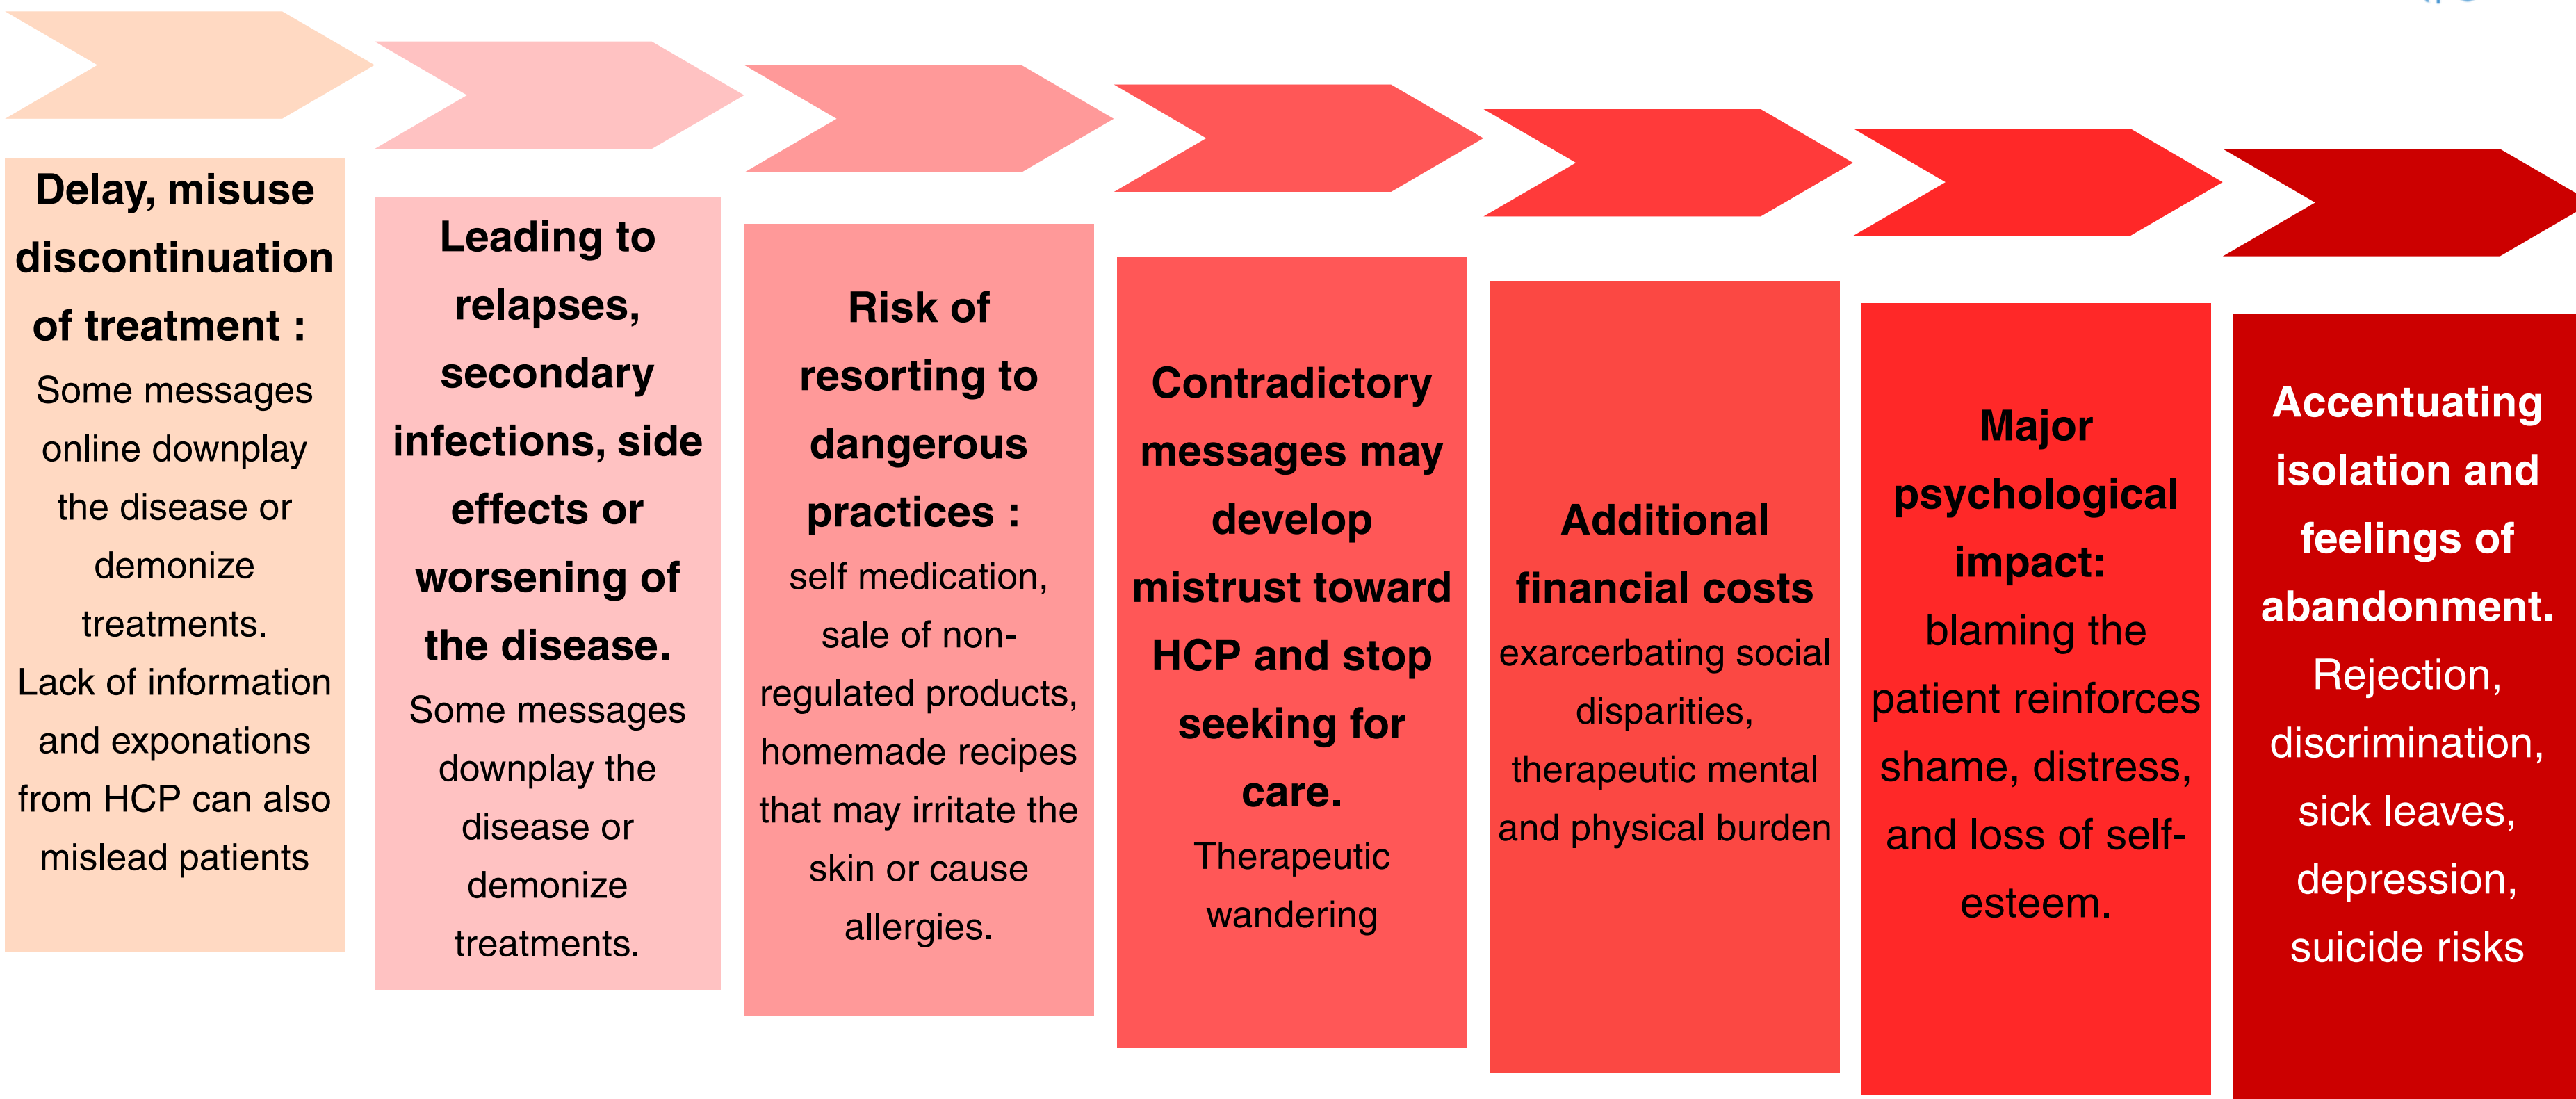 Delay, misuse
discontinuation
of treatment :
Some messages
online downplay
the disease or
demonize
treatments.
Lack of information
and exponations
from HCP can also
mislead patients
Leading to
relapses,
secondary
infections, side
effects or
worsening of
the disease.
Some messages
downplay the
disease or
demonize
treatments.
Risk of
resorting to
dangerous
practices :
self medication,
sale of non-
regulated products,
homemade recipes
that may irritate the
skin or cause
allergies.
Contradictory
messages may
develop
mistrust toward
HCP and stop
seeking for
care.
Therapeutic
wandering
Additional
financial costs
exarcerbating social
disparities,
therapeutic mental
and physical burden
Major
psychological
impact:
blaming the
patient reinforces
shame, distress,
and loss of self-
esteem.
Accentuating
isolation and
feelings of
abandonment.
Rejection,
discrimination,
sick leaves,
depression,
suicide risks